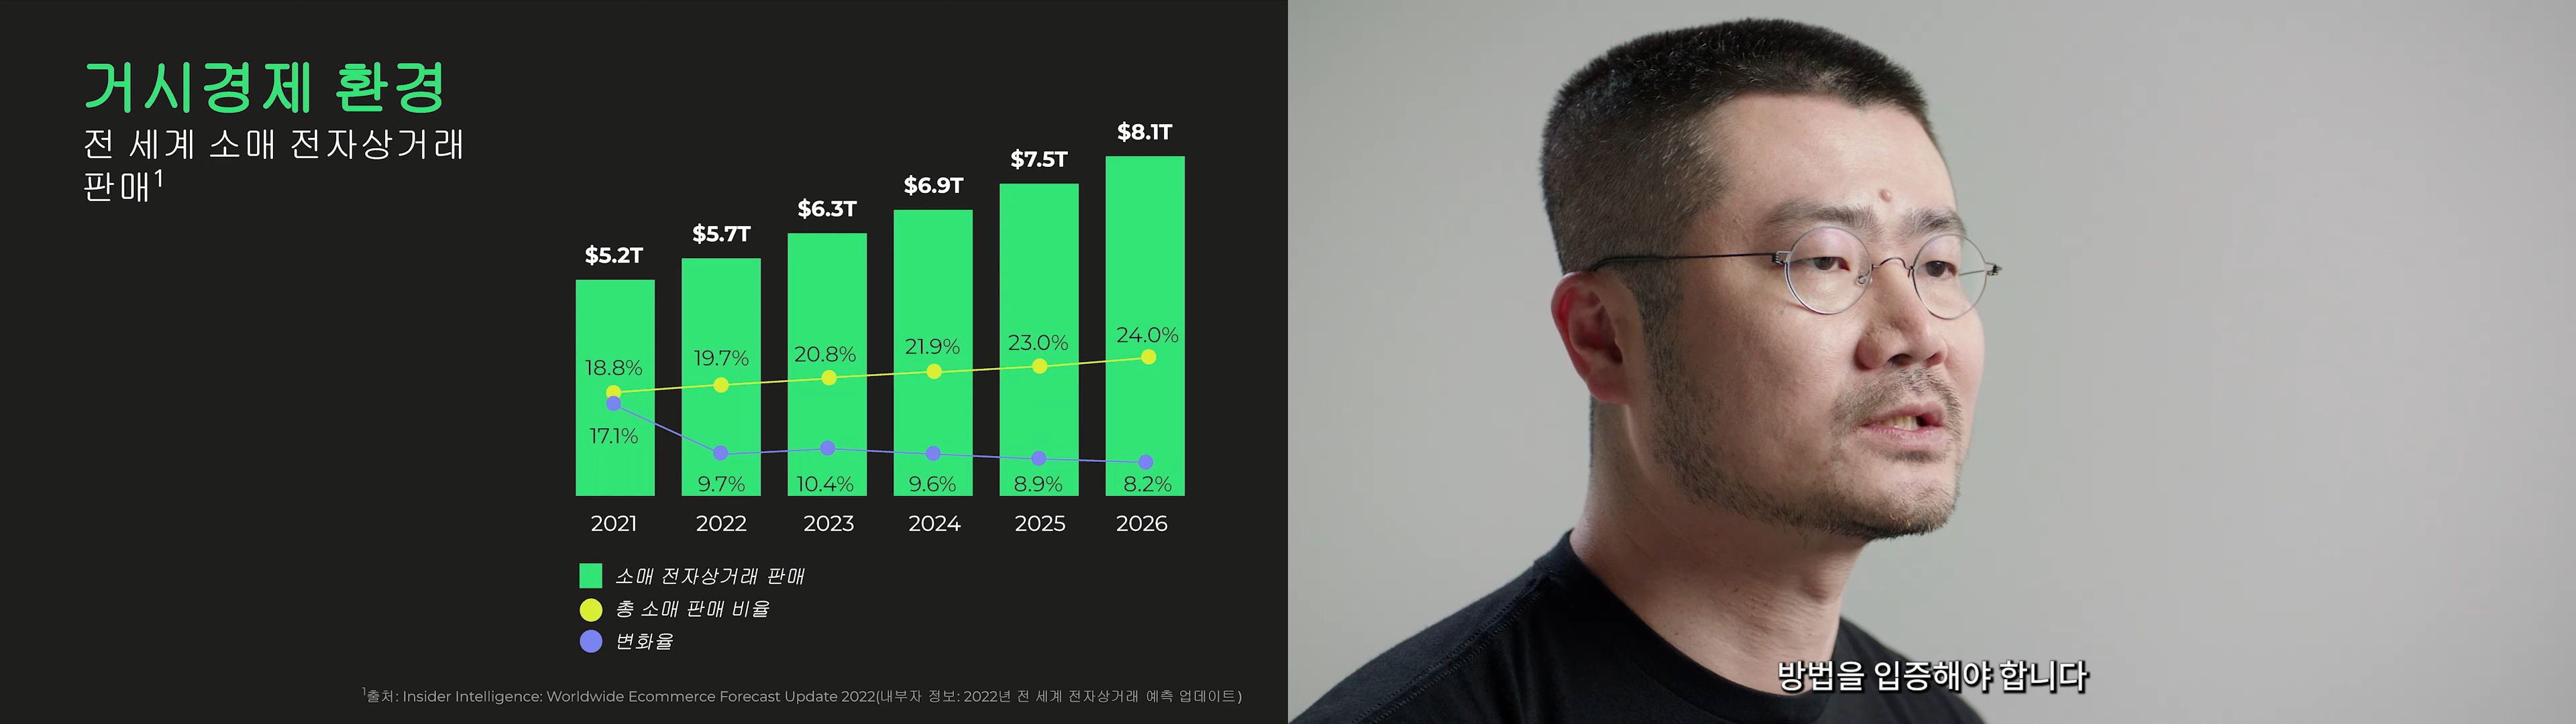 거시경제 환경
전 세계 소매 전자상거래
판매¹
$5.2T
$5.7T
$6.3T
$6.9T
$7.5T
$8.1T
18.8%
19.7%
20.8%
21.9%
23.0%
24.0%
17.1%
9.7%
10.4%
9.6%
8.9%
8.2%
2021
2022
2023
2024
2025
2026
소매 전자상거래 판매
총 소매 판매 비율
변화율
¹출처: Insider Intelligence: Worldwide Ecommerce Forecast Update 2022(내부자 정보: 2022년 전 세계 전자상거래 예측 업데이트)
방법을 입증해야 합니다